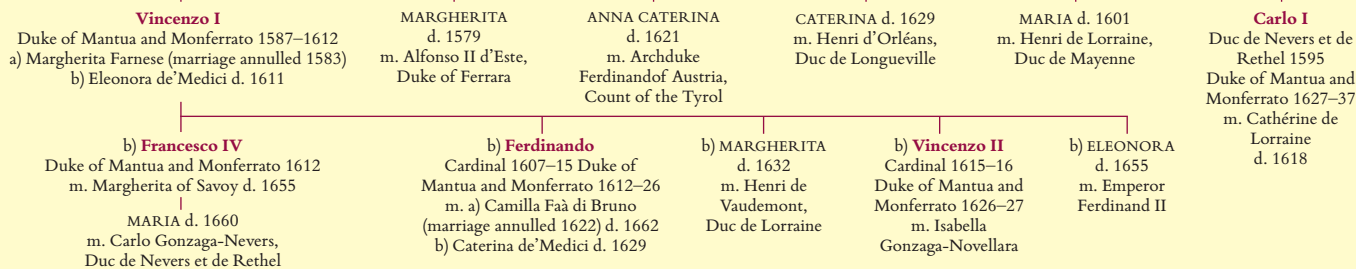 Vincenzo I
Duke of Mantua and Monferrato 1587–1612
a) Margherita Farnese (marriage annulled 1583)
b) Eleonora de'Medici d. 1611
MARGHERITA
d. 1579
m. Alfonso II d'Este,
Duke of Ferrara
ANNA CATERINA
d. 1621
m. Archduke
Ferdinandof Austria,
Count of the Tyrol
CATERINA d. 1629
m. Henri d'Orléans,
Duc de Longueville
MARIA d. 1601
m. Henri de Lorraine,
Duc de Mayenne
Carlo I
Duc de Nevers et de
Rethel 1595
Duke of Mantua and
Monferrato 1627–37
m. Cathérine de
Lorraine
d. 1618
b) Francesco IV
Duke of Mantua and Monferrato 1612
m. Margherita of Savoy d. 1655
MARIA d. 1660
m. Carlo Gonzaga-Nevers,
Duc de Nevers et de Rethel
b) Ferdinando
Cardinal 1607–15 Duke of
Mantua and Monferrato 1612–26
m. a) Camilla Faà di Bruno
(marriage annulled 1622) d. 1662
b) Caterina de'Medici d. 1629
b) MARGHERITA
d. 1632
m. Henri de
Vaudemont,
Duc de Lorraine
b) Vincenzo II
Cardinal 1615–16
Duke of Mantua and
Monferrato 1626–27
m. Isabella
Gonzaga-Novellara
b) ELEONORA
d. 1655
m. Emperor
Ferdinand II